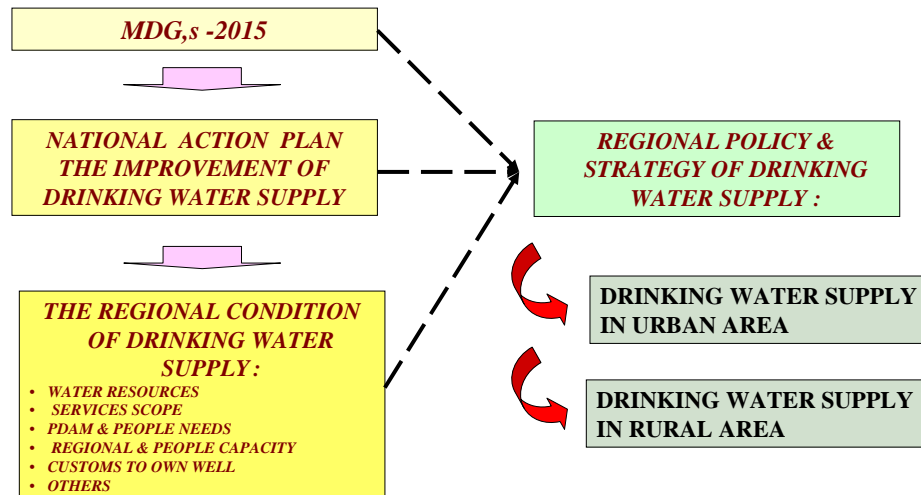 MDG,s -2015
NATIONAL ACTION PLAN
THE IMPROVEMENT OF
DRINKING WATER SUPPLY
THE REGIONAL CONDITION
OF DRINKING WATER
SUPPLY :
• WATER RESOURCES
• SERVICES SCOPE
• PDAM & PEOPLE NEEDS
• REGIONAL & PEOPLE CAPACITY
• CUSTOMS TO OWN WELL
• OTHERS
REGIONAL POLICY &
STRATEGY OF DRINKING
WATER SUPPLY :
DRINKING WATER SUPPLY
IN URBAN AREA
DRINKING WATER SUPPLY
IN RURAL AREA